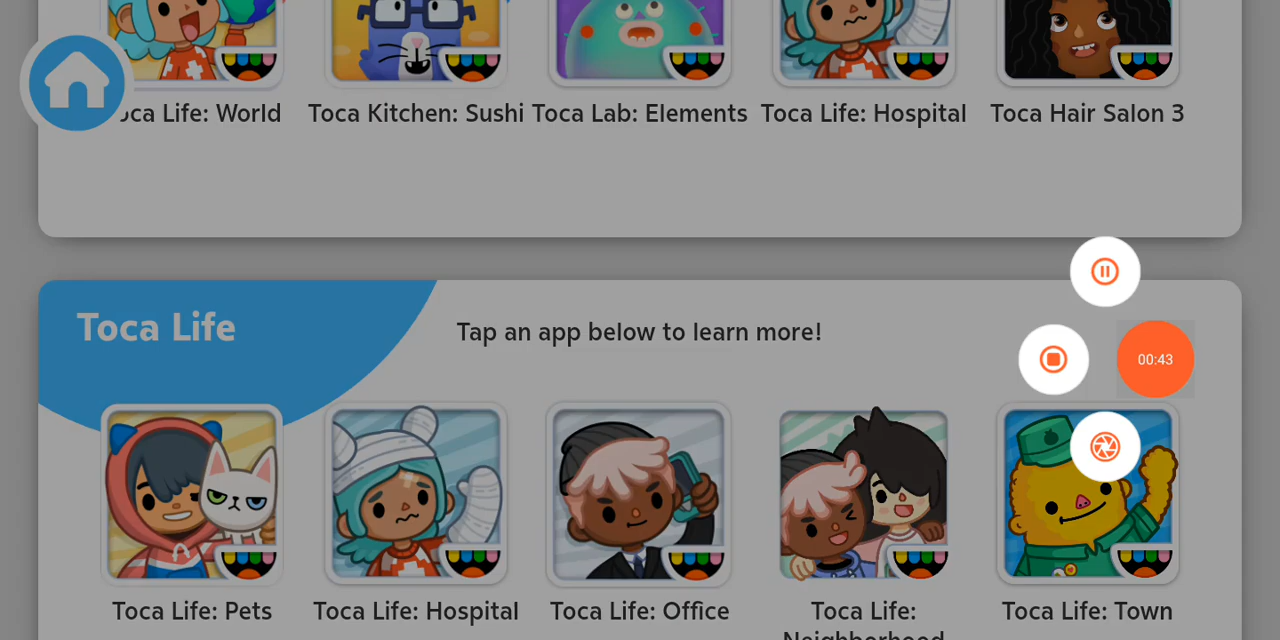 Toca Life: World
Toca Kitchen: Sushi
Toca Lab: Elements
Toca Life: Hospital
Toca Hair Salon 3
Toca Life
Tap an app below to learn more!
00:43
Toca Life: Pets
Toca Life: Hospital
Toca Life: Office
Toca Life:
Neighborhood
Toca Life: Town